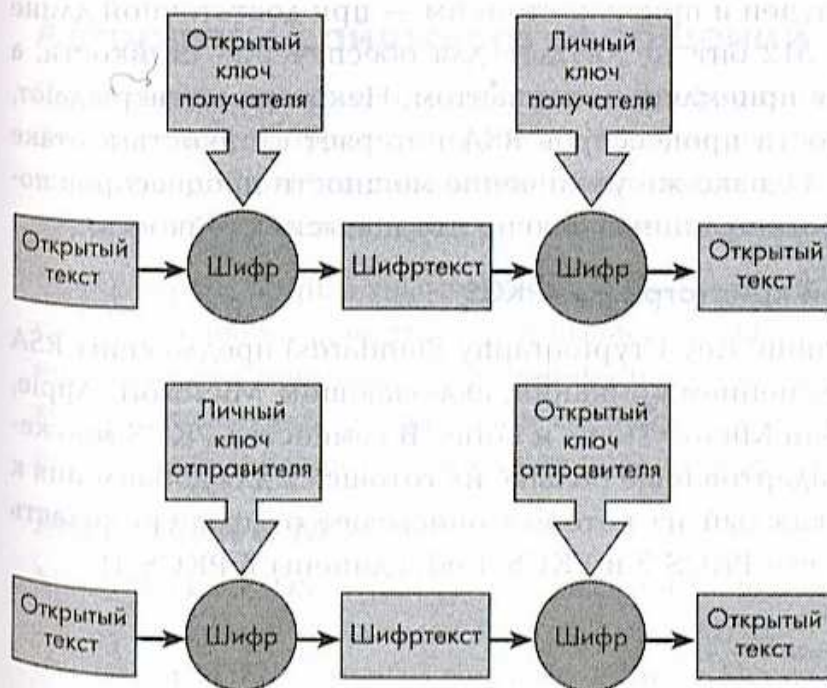 Открытый
ключ
получателя
Личный
ключ
получателя
Открытый
текст
Шифр
Шифртекст
Шифр
Открытый
текст
Личный
ключ
отправителя
Открытый
ключ
отправителя
Открытый
текст
Шифр
Шифртекст
Шифр
Открытый
текст